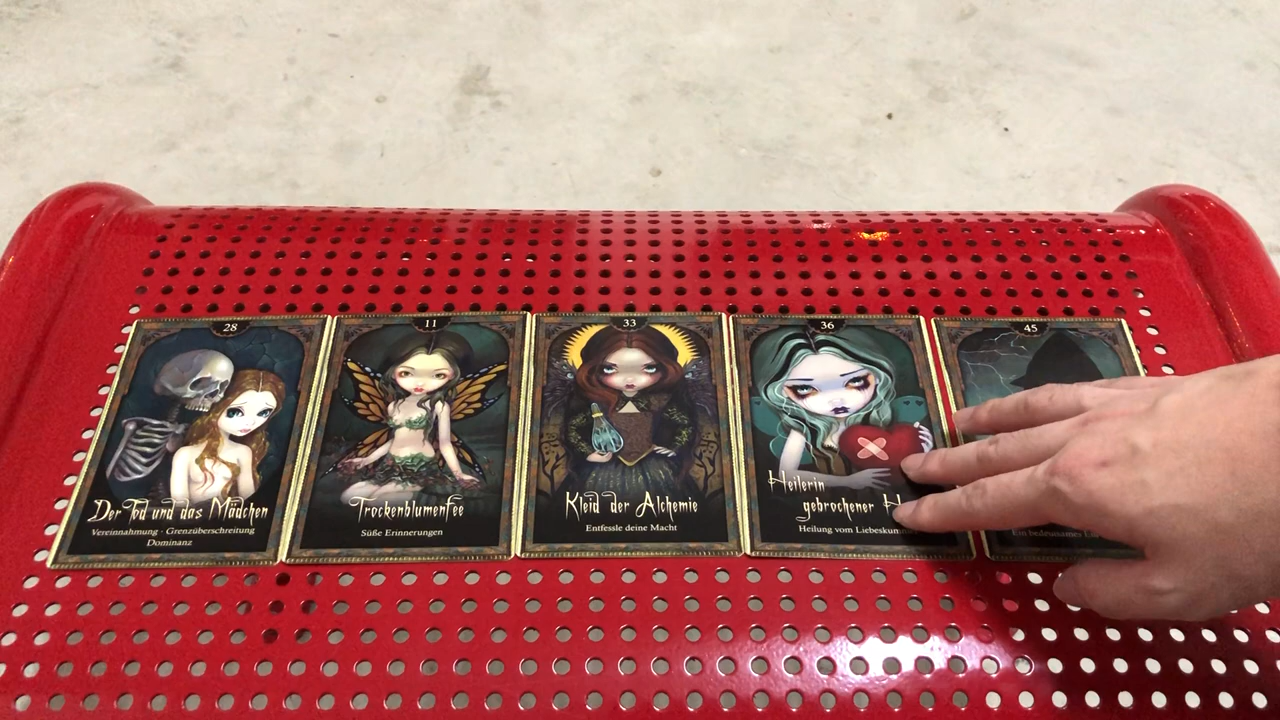 28
Der Tod und das Mädchen
Vereinnahmung · Grenzüberschreitung
Dominanz
11
Trockenblumenfee
Süße Erinnerungen
33
Kleid der Alchemie
Entfessle deine Macht
36
Heilerin
gebrochener
Heilung vom
45
Ein